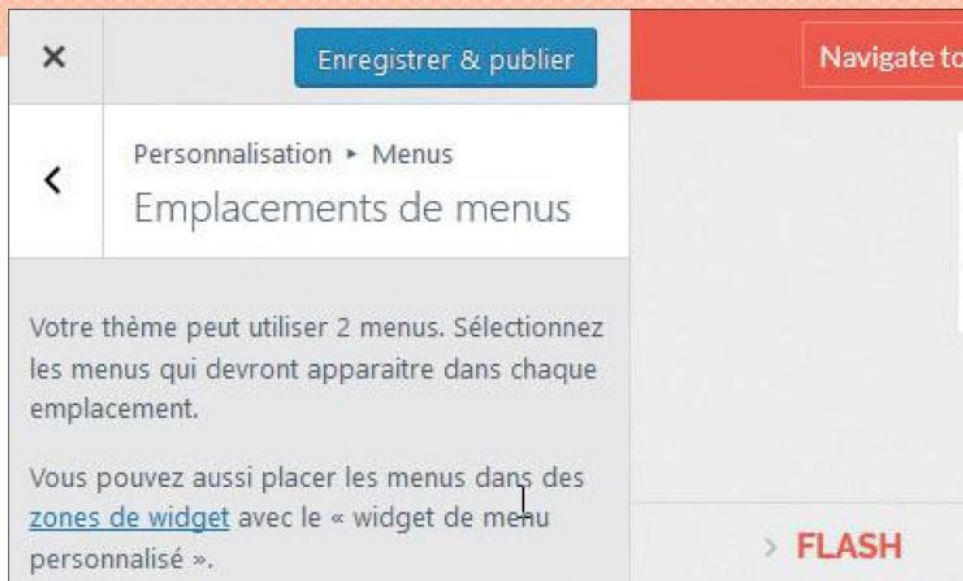 Enregistrer & publier
Navigate to
Personnalisation ▸ Menus
Emplacements de menus
Votre thème peut utiliser 2 menus. Sélectionnez
les menus qui devront apparaitre dans chaque
emplacement.
Vous pouvez aussi placer les menus dans des
zones de widget avec le « widget de menu
personnalisé ».
> FLASH